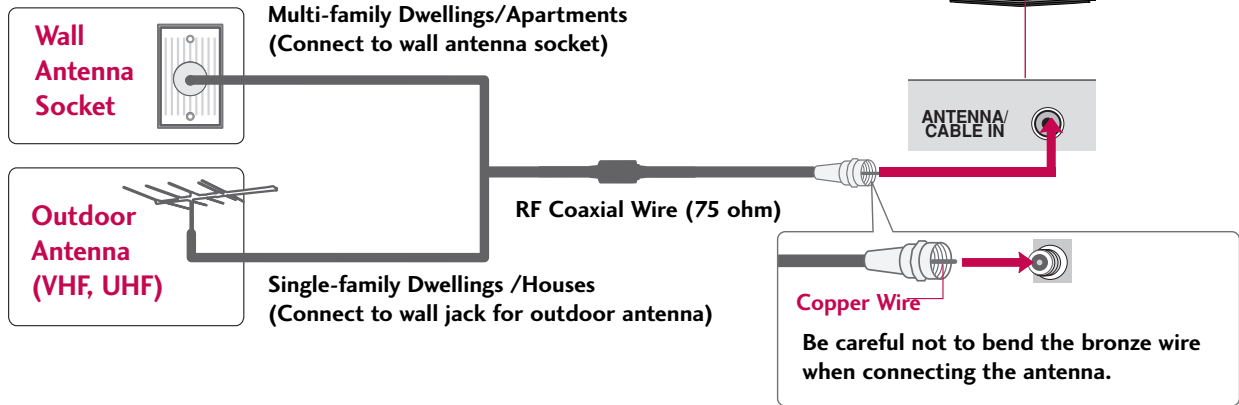 Wall
Antenna
Socket
Multi-family Dwellings/Apartments
(Connect to wall antenna socket)
ANTENNA/
CABLE IN
Outdoor
Antenna
(VHF, UHF)
RF Coaxial Wire (75 ohm)
Single-family Dwellings /Houses
(Connect to wall jack for outdoor antenna)
Copper Wire
Be careful not to bend the bronze wire
when connecting the antenna.